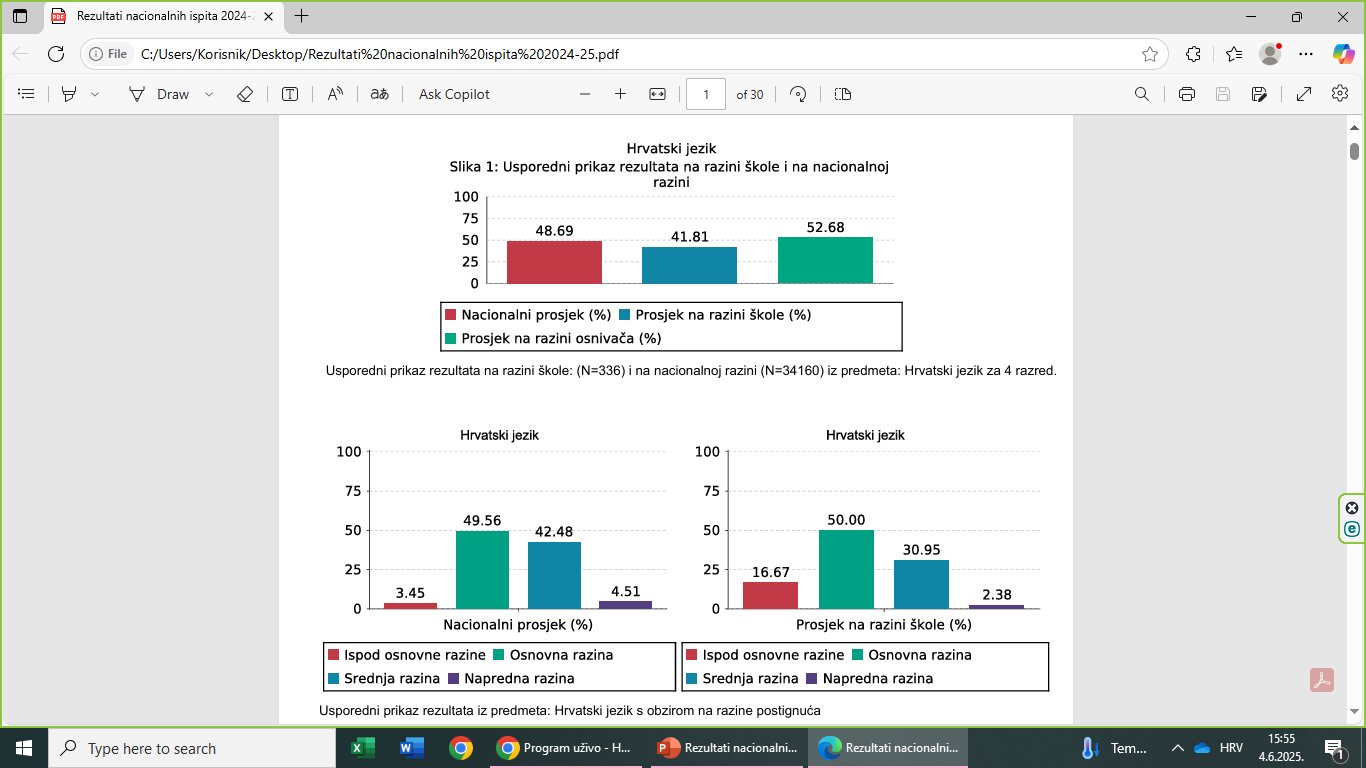 Rezultati nacionalnih ispita 2024-2
File
C:/Users/Korisnik/Desktop/Rezultati%20nacionalnih%20ispita%202024-25.pdf
Draw
Ask Copilot
1 of 30
Hrvatski jezik
Slika 1: Usporedni prikaz rezultata na razini škole i na nacionalnoj
razini
100
75
50
25
0
48.69
41.81
52.68
Nacionalni prosjek (%) Prosjek na razini škole (%)
Prosjek na razini osnivača (%)
Usporedni prikaz rezultata na razini škole: (N=336) i na nacionalnoj razini (N=34160) iz predmeta: Hrvatski jezik za 4 razred.
Hrvatski jezik
100
75
50
25
0
3.45
49.56
42.48
4.51
Nacionalni prosjek (%)
Ispod osnovne razine Osnovna razina
Srednja razina Napredna razina
Hrvatski jezik
100
75
50
25
0
16.67
50.00
30.95
2.38
Prosjek na razini škole (%)
Ispod osnovne razine Osnovna razina
Srednja razina Napredna razina
Usporedni prikaz rezultata iz predmeta: Hrvatski jezik s obzirom na razine postignuća
Type here to search
Program uživo - H...
Rezultati nacionalni...
Rezultati nacionalni...
Tem...
HRV
15:55
4.6.2025.
1